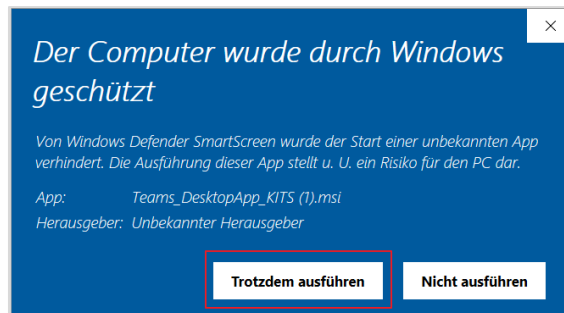 Der Computer wurde durch Windows
geschützt
Von Windows Defender SmartScreen wurde der Start einer unbekannten App
verhindert. Die Ausführung dieser App stellt u. U. ein Risiko für den PC dar.
App: Teams_DesktopApp_KITS (1).msi
Herausgeber: Unbekannter Herausgeber
Trotzdem ausführen Nicht ausführen